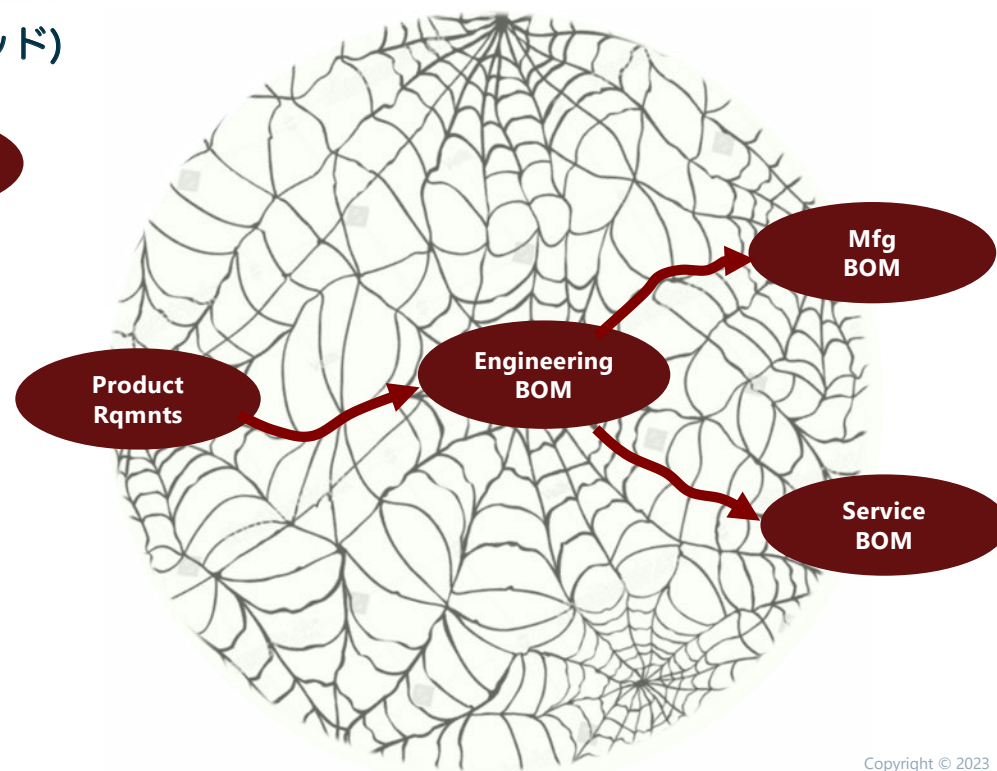 ッド)
Mfg
BOM
Engineering
BOM
Product
Rqmnts
Service
BOM
Copyright © 2023